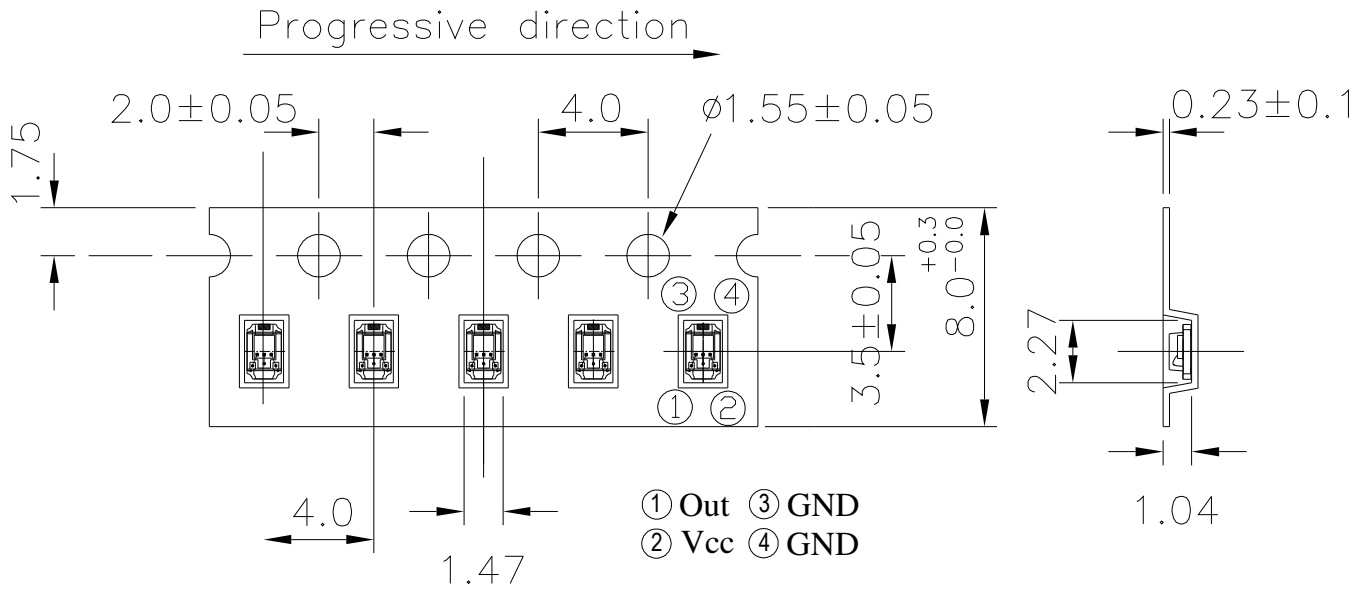 Progressive direction
2.0±0.05
4.0
ø1.55±0.05
0.23±0.1
1.75
3.5±0.05
8.0 +0.3 -0.0
2.27
③ ④
① ②
4.0
1.47
1.04
① Out ③ GND
② Vcc ④ GND